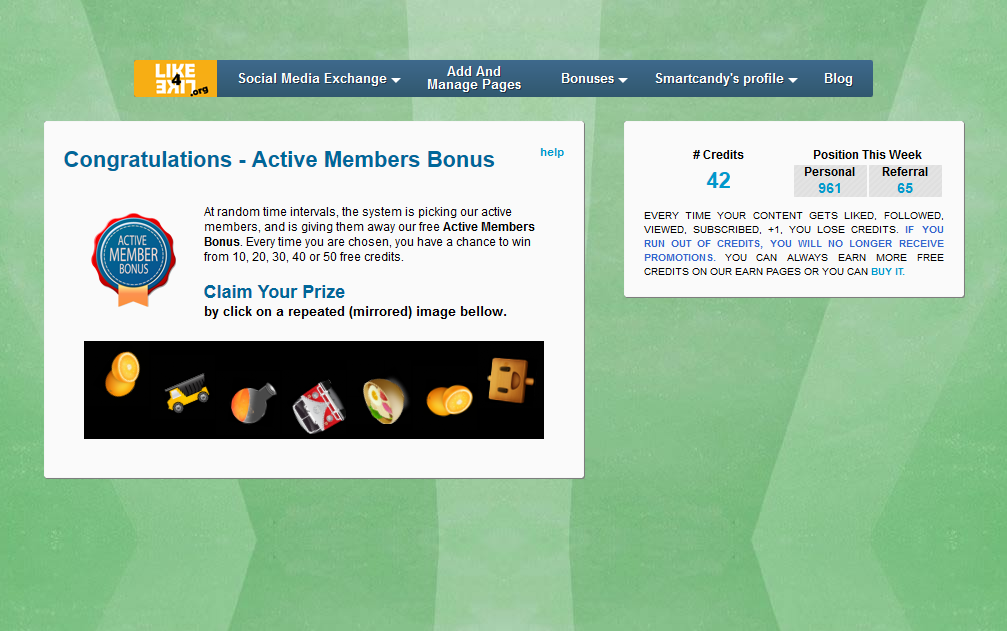 LIKE
4
LIKE
.org
Social Media Exchange
Add And
Manage Pages
Bonuses
Smartcandy's profile
Blog
Congratulations - Active Members Bonus
help
ACTIVE
MEMBER
BONUS
At random time intervals, the system is picking our active
members, and is giving them away our free Active Members
Bonus. Every time you are chosen, you have a chance to win
from 10, 20, 30, 40 or 50 free credits.
Claim Your Prize
by click on a repeated (mirrored) image bellow.
# Credits
42
Position This Week
Personal
961
Referral
65
EVERY TIME YOUR CONTENT GETS LIKED, FOLLOWED,
VIEWED, SUBSCRIBED, +1, YOU LOSE CREDITS. IF YOU
RUN OUT OF CREDITS, YOU WILL NO LONGER RECEIVE
PROMOTIONS. YOU CAN ALWAYS EARN MORE FREE
CREDITS ON OUR EARN PAGES OR YOU CAN BUY IT.